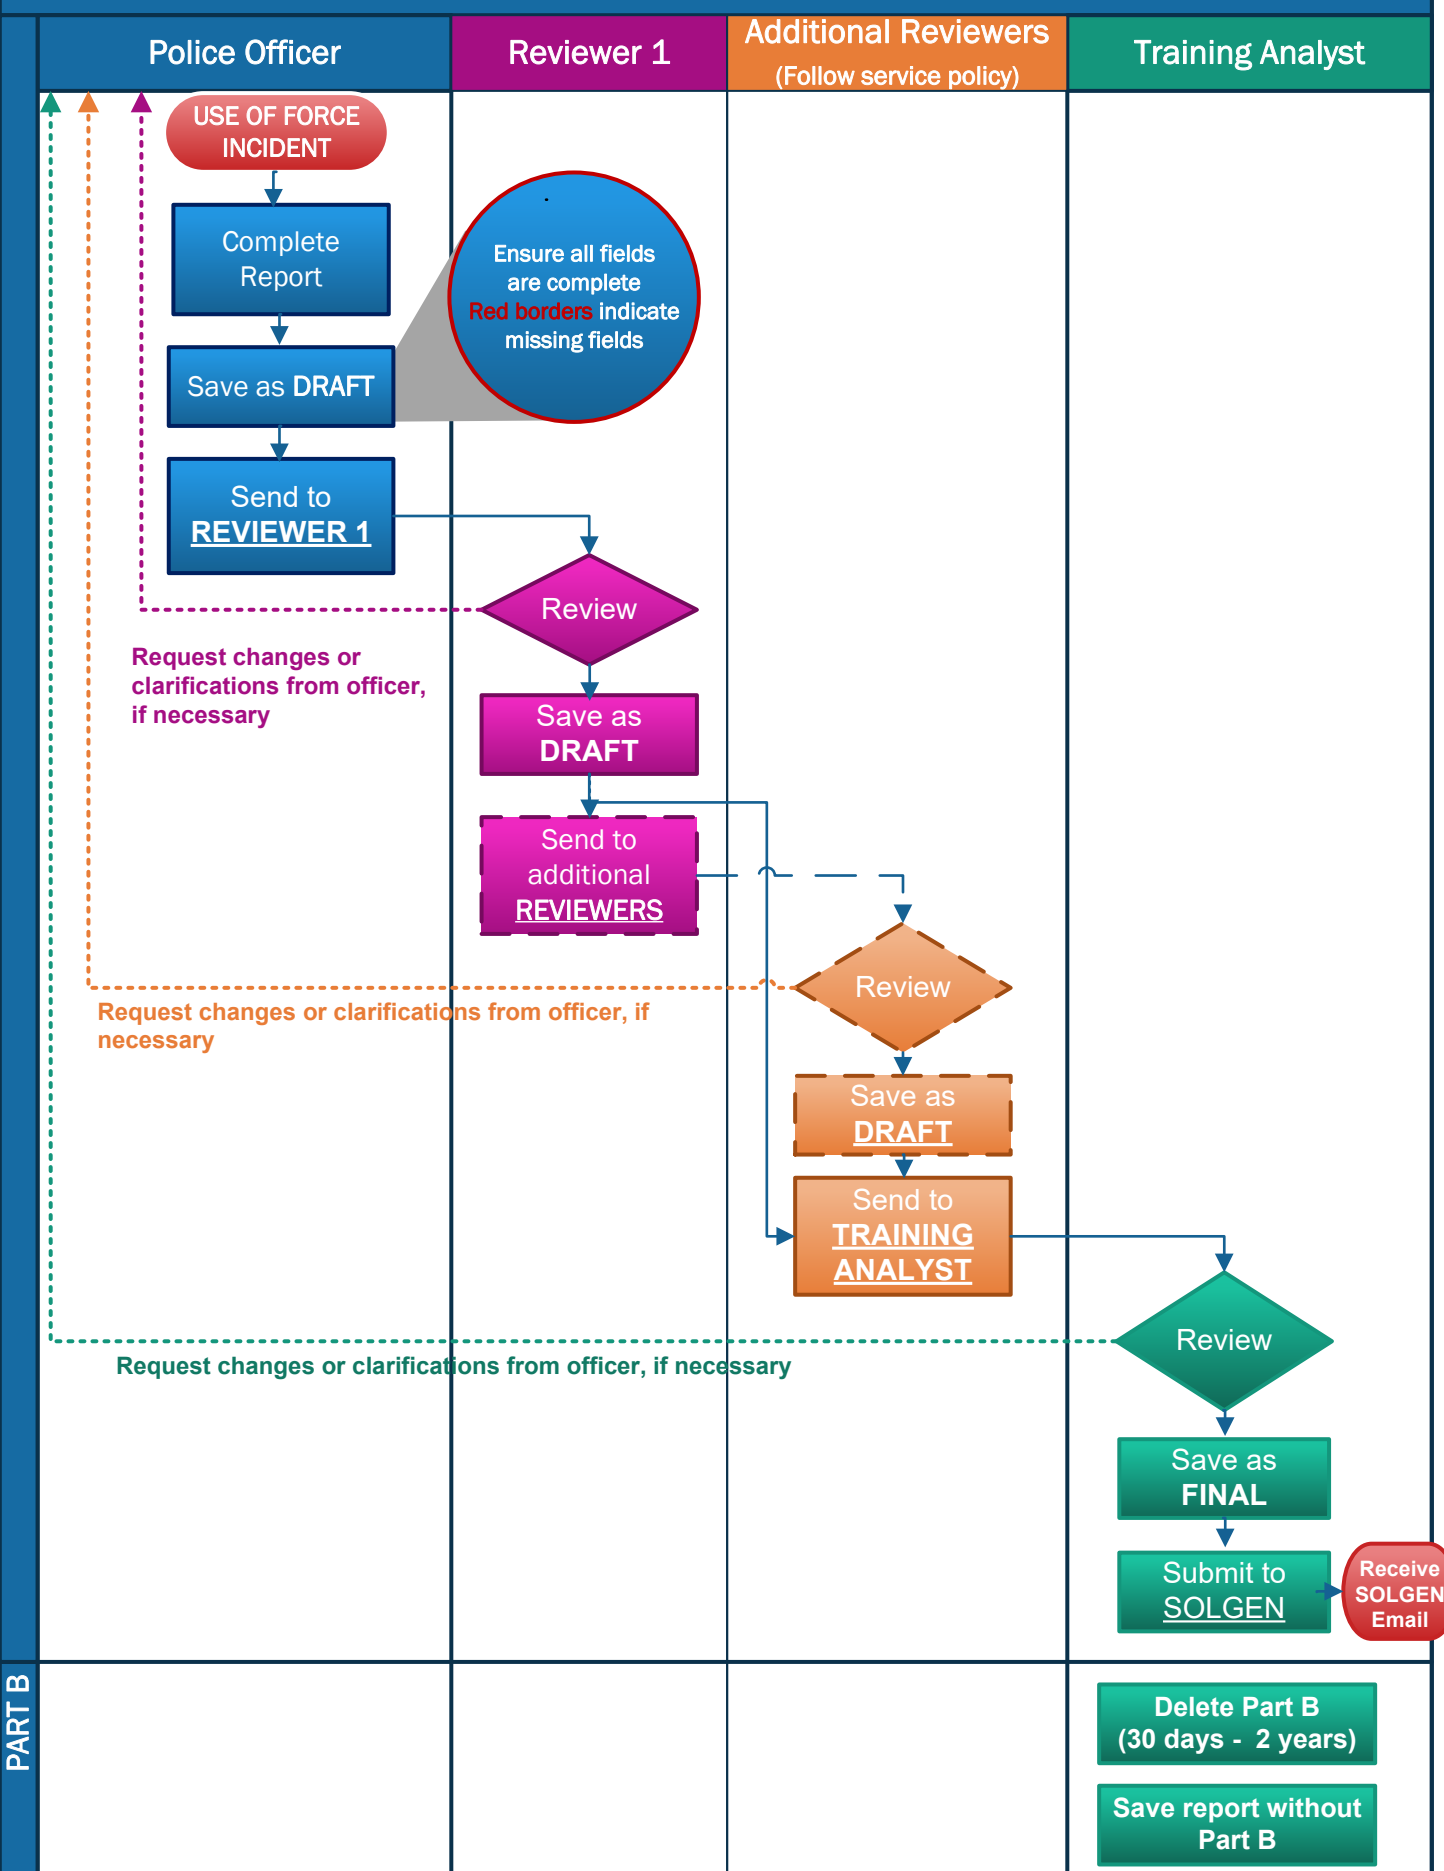 Police Officer
Reviewer 1
Additional Reviewers
(Follow service policy)
Training Analyst
USE OF FORCE
INCIDENT
Complete
Report
Ensure all fields
are complete
Red borders indicate
missing fields
Save as DRAFT
Send to
REVIEWER 1
Review
Request changes or
clarifications from officer,
if necessary
Save as
DRAFT
Send to
additional
REVIEWERS
Review
Request changes or clarifications from officer, if
necessary
Save as
DRAFT
Send to
TRAINING
ANALYST
Review
Request changes or clarifications from officer, if necessary
Save as
FINAL
Submit to
SOLGEN
Receive
SOLGEN
Email
PART B
Delete Part B
(30 days - 2 years)
Save report without
Part B